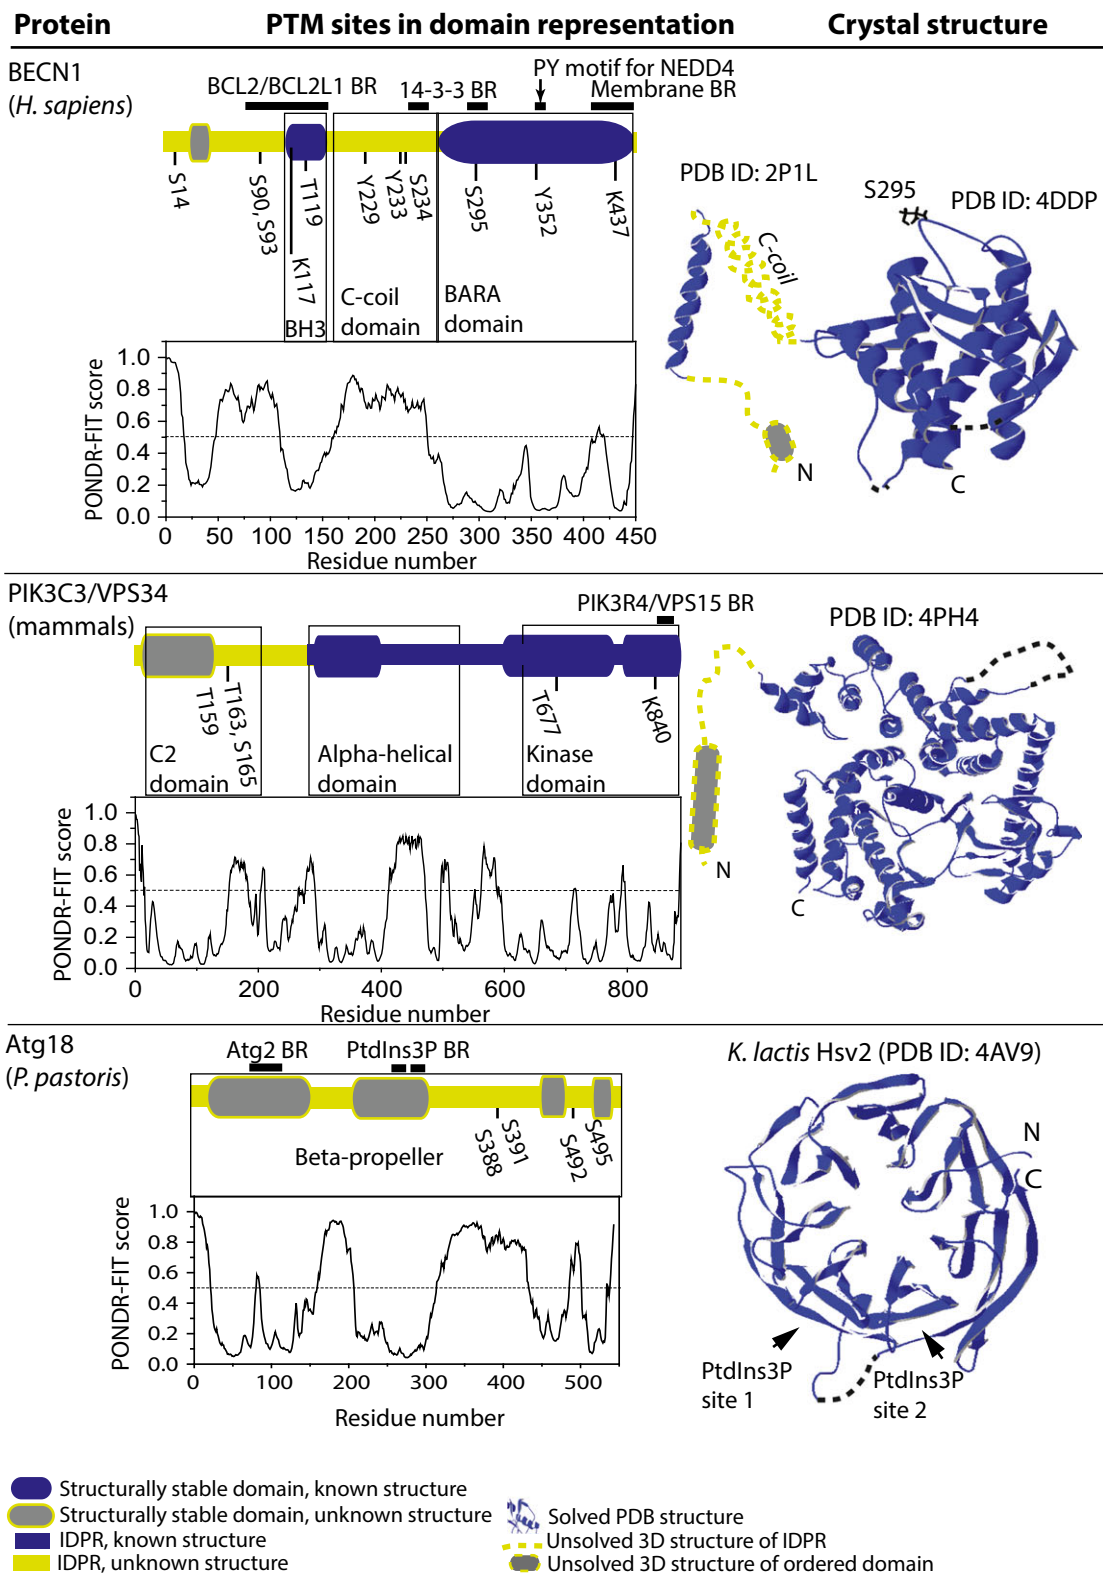 Protein
PTM sites in domain representation
Crystal structure
BECN1
(H. sapiens)
BCL2/BCL2L1 BR
14-3-3 BR
PY motif for NEDD4
Membrane BR
S14
S90, S93
K117
T119
Y229
Y233
S234
S295
Y352
K437
BH3
C-coil
domain
BARA
domain
PDB ID: 2P1L
S295
PDB ID: 4DDP
C-coil
N
C
PONDR-FIT score
1.0
0.8
0.6
0.4
0.2
0.0
0 50 100 150 200 250 300 350 400 450
Residue number
PIK3C3/VPS34
(mammals)
PIK3R4/VPS15 BR
T159
T163, S165
T677
K840
C2
domain
Alpha-helical
domain
Kinase
domain
PDB ID: 4PH4
N
C
PONDR-FIT score
1.0
0.8
0.6
0.4
0.2
0.0
0 200 400 600 800
Residue number
Atg18
(P. pastoris)
Atg2 BR
PtdIns3P BR
S388
S391
S492
S495
Beta-propeller
K. lactis Hsv2 (PDB ID: 4AV9)
N
C
PtdIns3P
site 1
PtdIns3P
site 2
PONDR-FIT score
1.0
0.8
0.6
0.4
0.2
0.0
0 100 200 300 400 500
Residue number
Structurally stable domain, known structure
Structurally stable domain, unknown structure
IDPR, known structure
IDPR, unknown structure
Solved PDB structure
Unsolved 3D structure of IDPR
Unsolved 3D structure of ordered domain